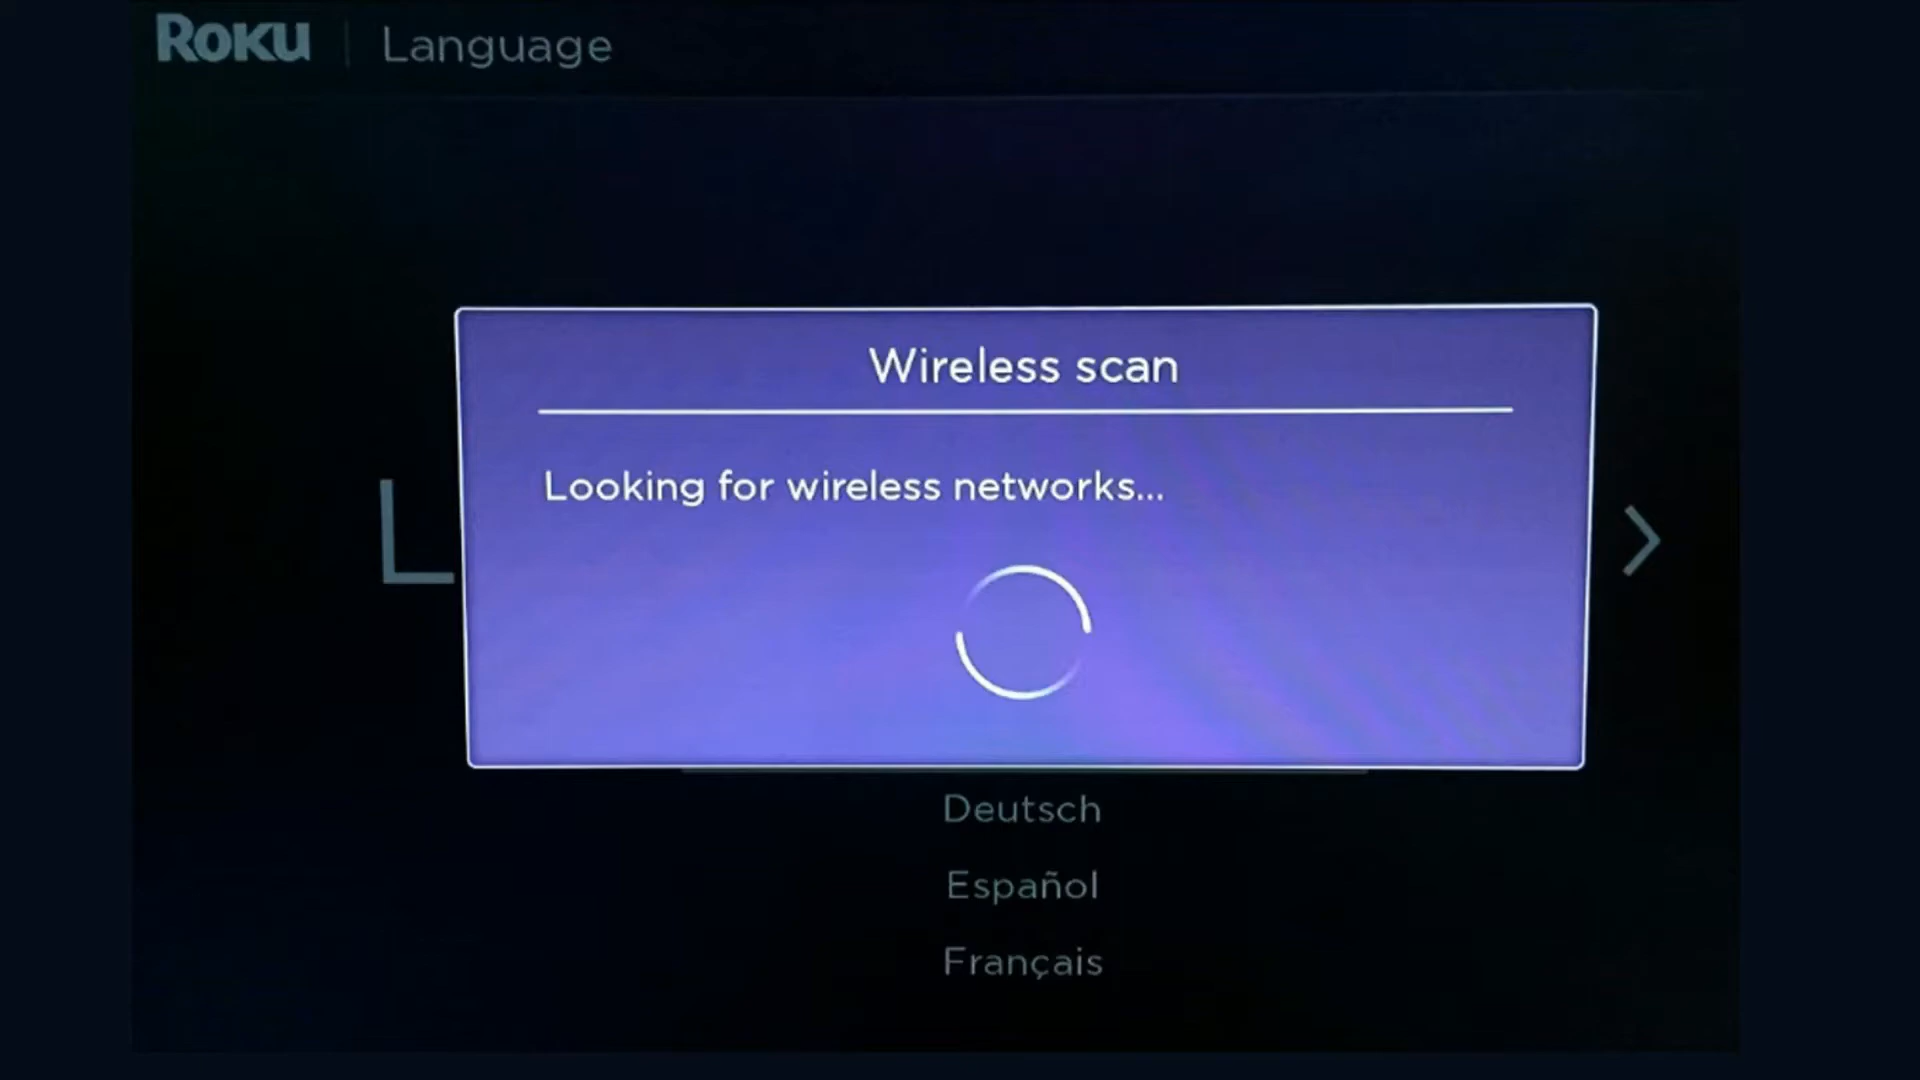 Roku | Language
Wireless scan
Looking for wireless networks...
L
Deutsch
Español
Français